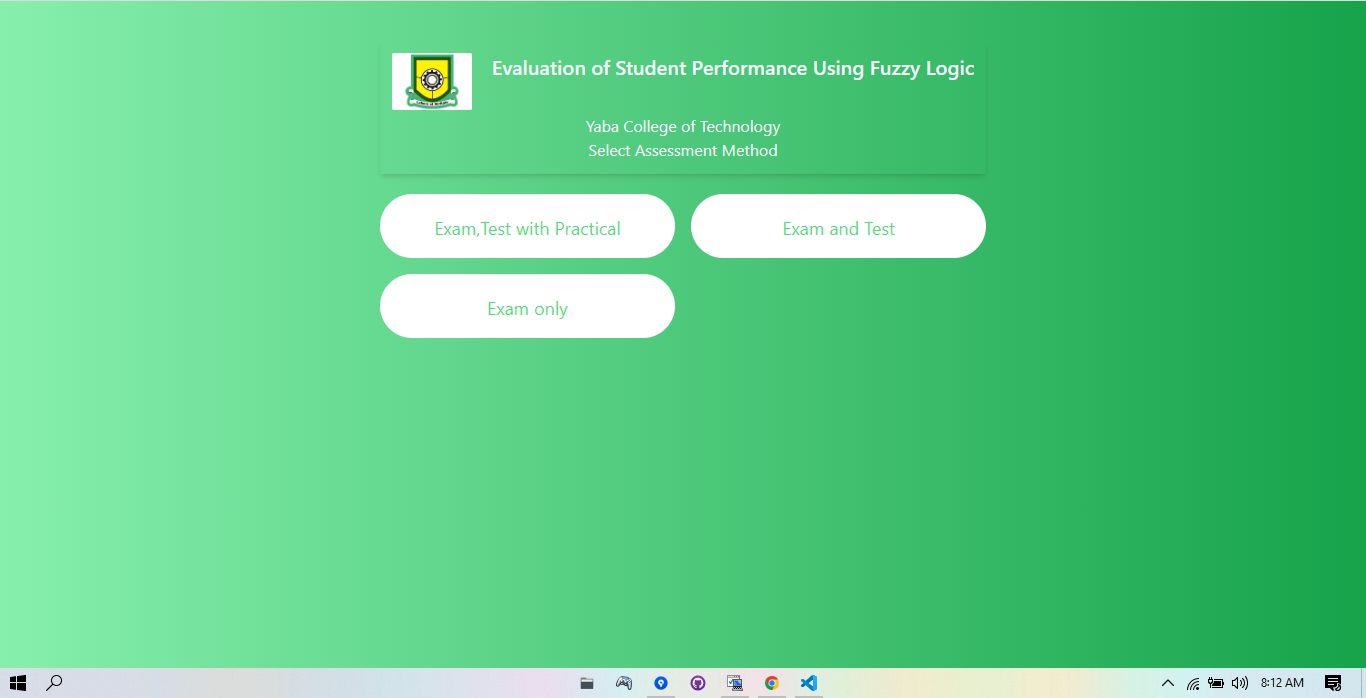 Evaluation of Student Performance Using Fuzzy Logic
Yaba College of Technology
Select Assessment Method
Exam,Test with Practical
Exam and Test
Exam only
8:12 AM